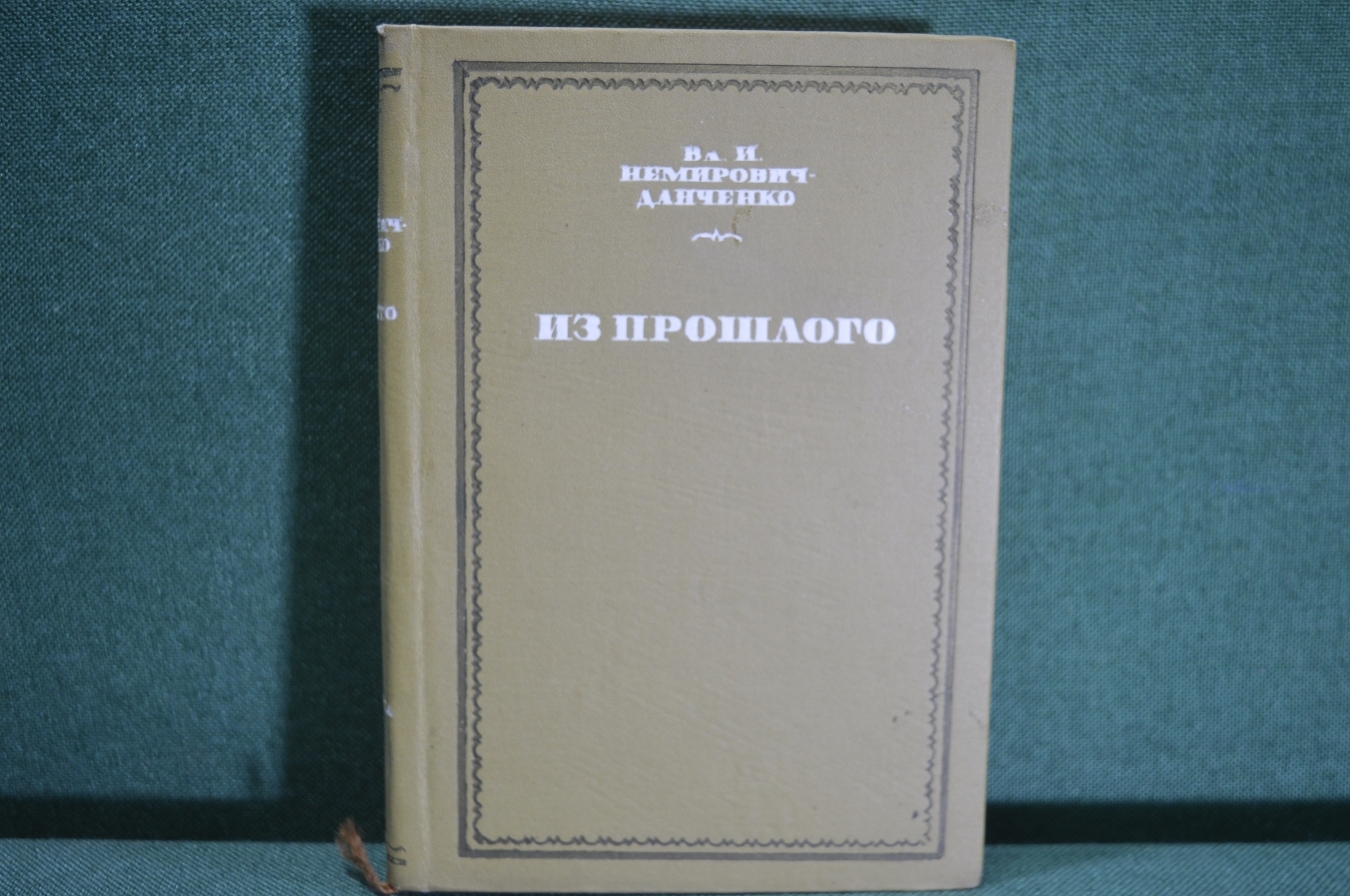 Вл. И.
НЕМИРОВИЧ-
ДАНЧЕНКО
ИЗ ПРОШЛОГО